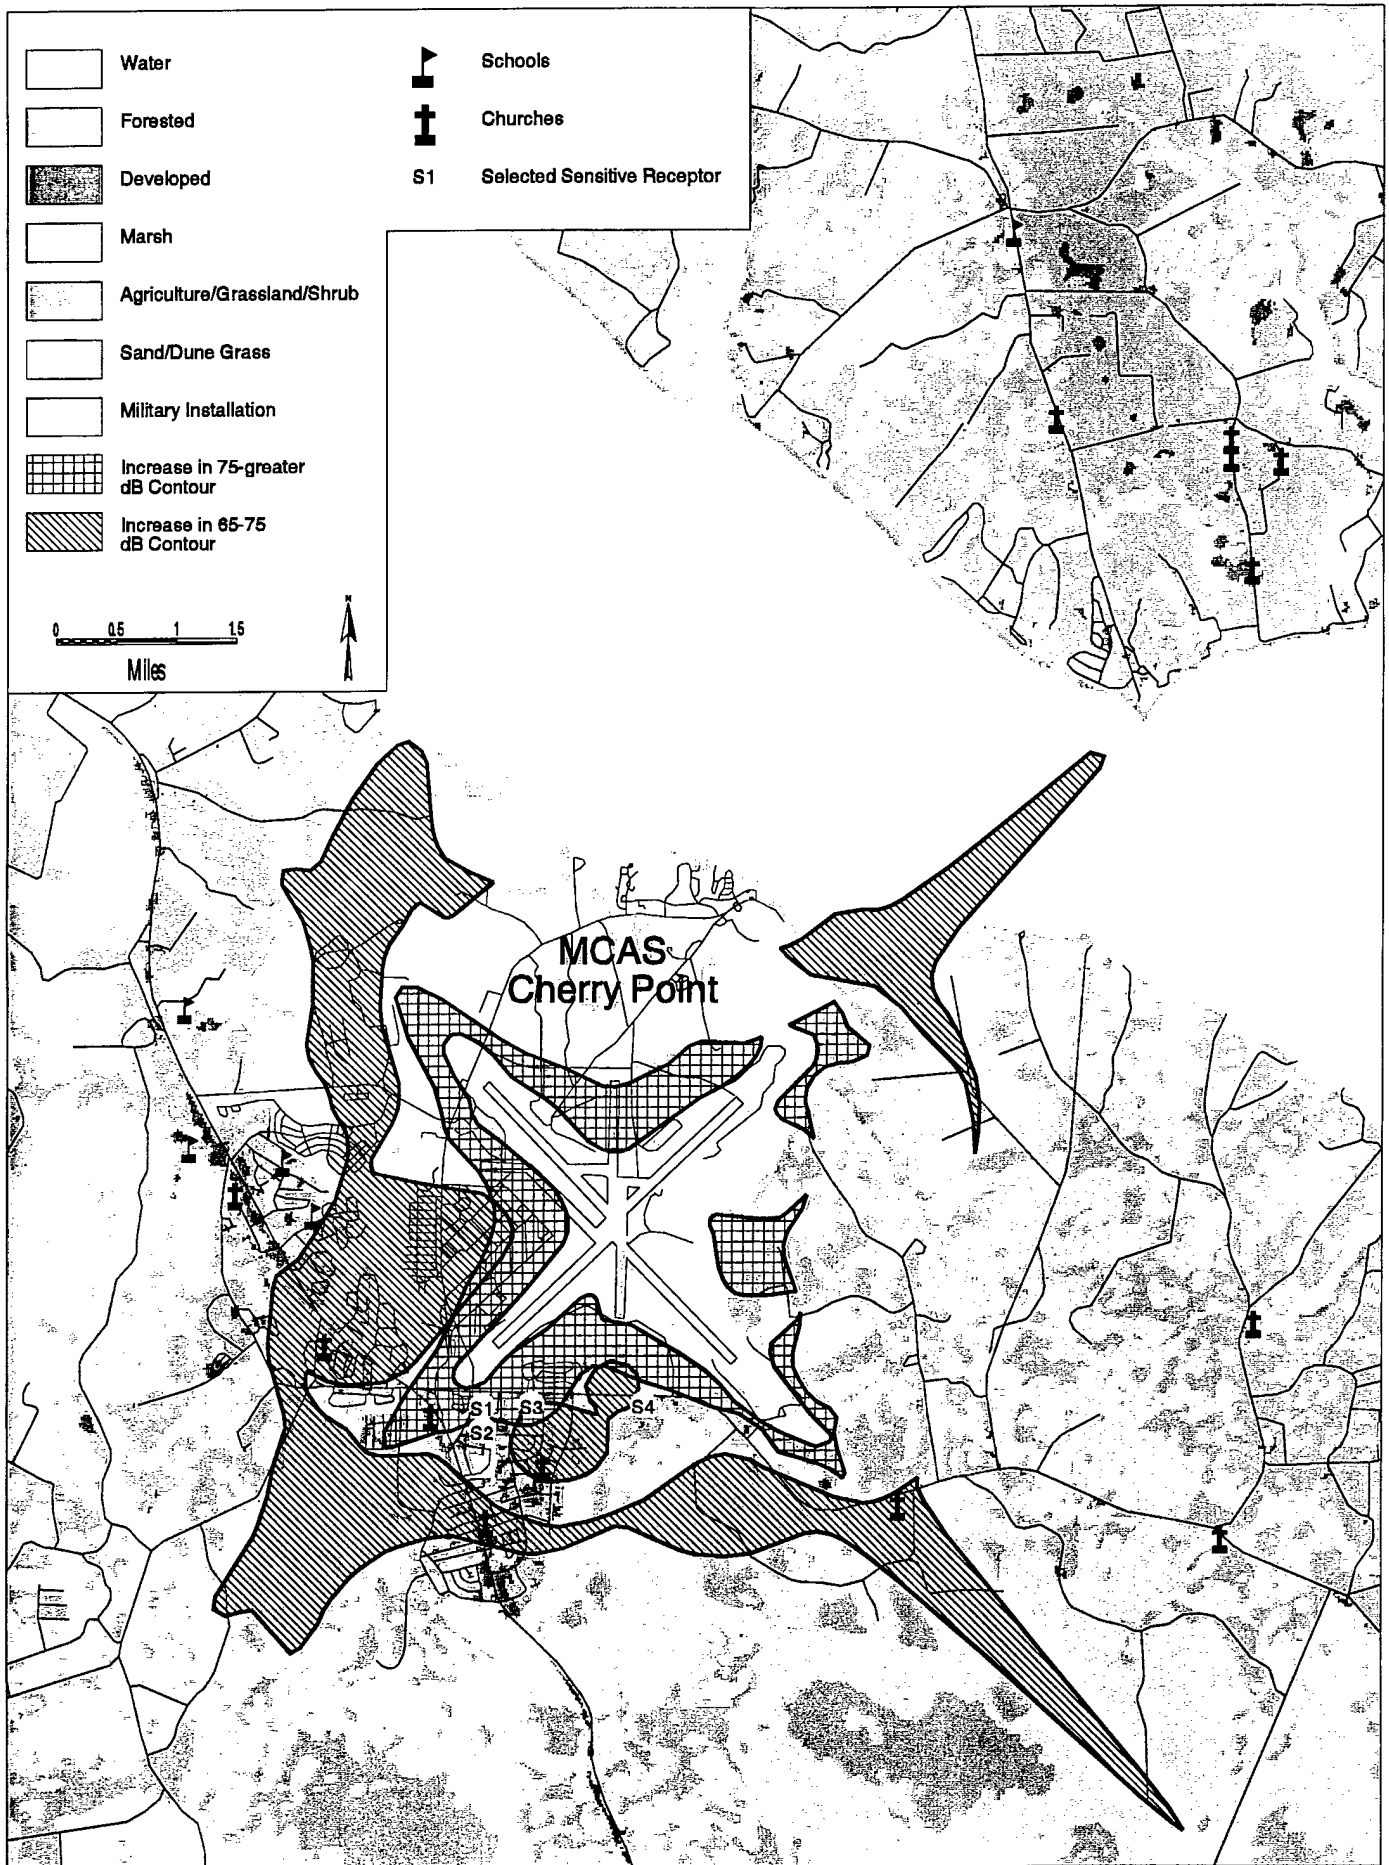 Water
Forested
Developed
Marsh
Agriculture/Grassland/Shrub
Sand/Dune Grass
Military Installation
Increase in 75-greater
dB Contour
Increase in 65-75
dB Contour
Schools
Churches
S1 Selected Sensitive Receptor
N
0 0.5 1 1.5
Miles
MCAS
Cherry Point
S1 S3 S4
S2